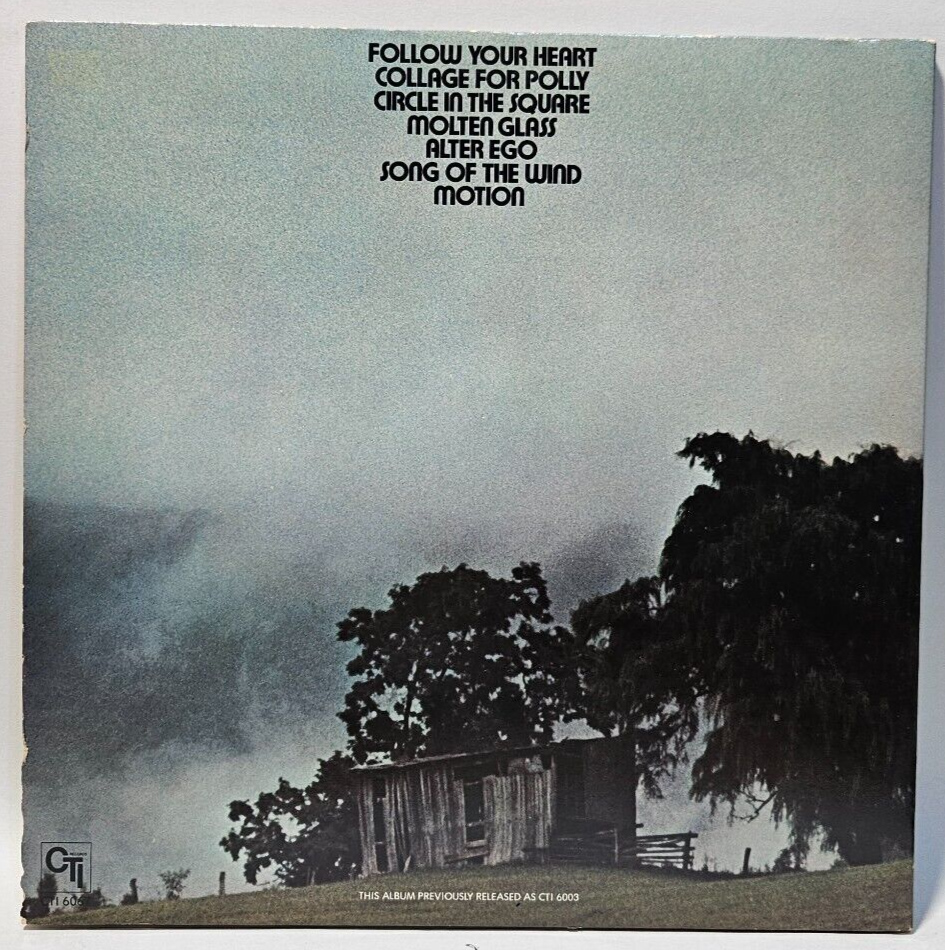 FOLLOW YOUR HEART
COLLAGE FOR POLLY
CIRCLE IN THE SQUARE
MOLTEN GLASS
ALTER EGO
SONG OF THE WIND
MOTION
CTI
THIS ALBUM PREVIOUSLY RELEASED AS CTI 6003